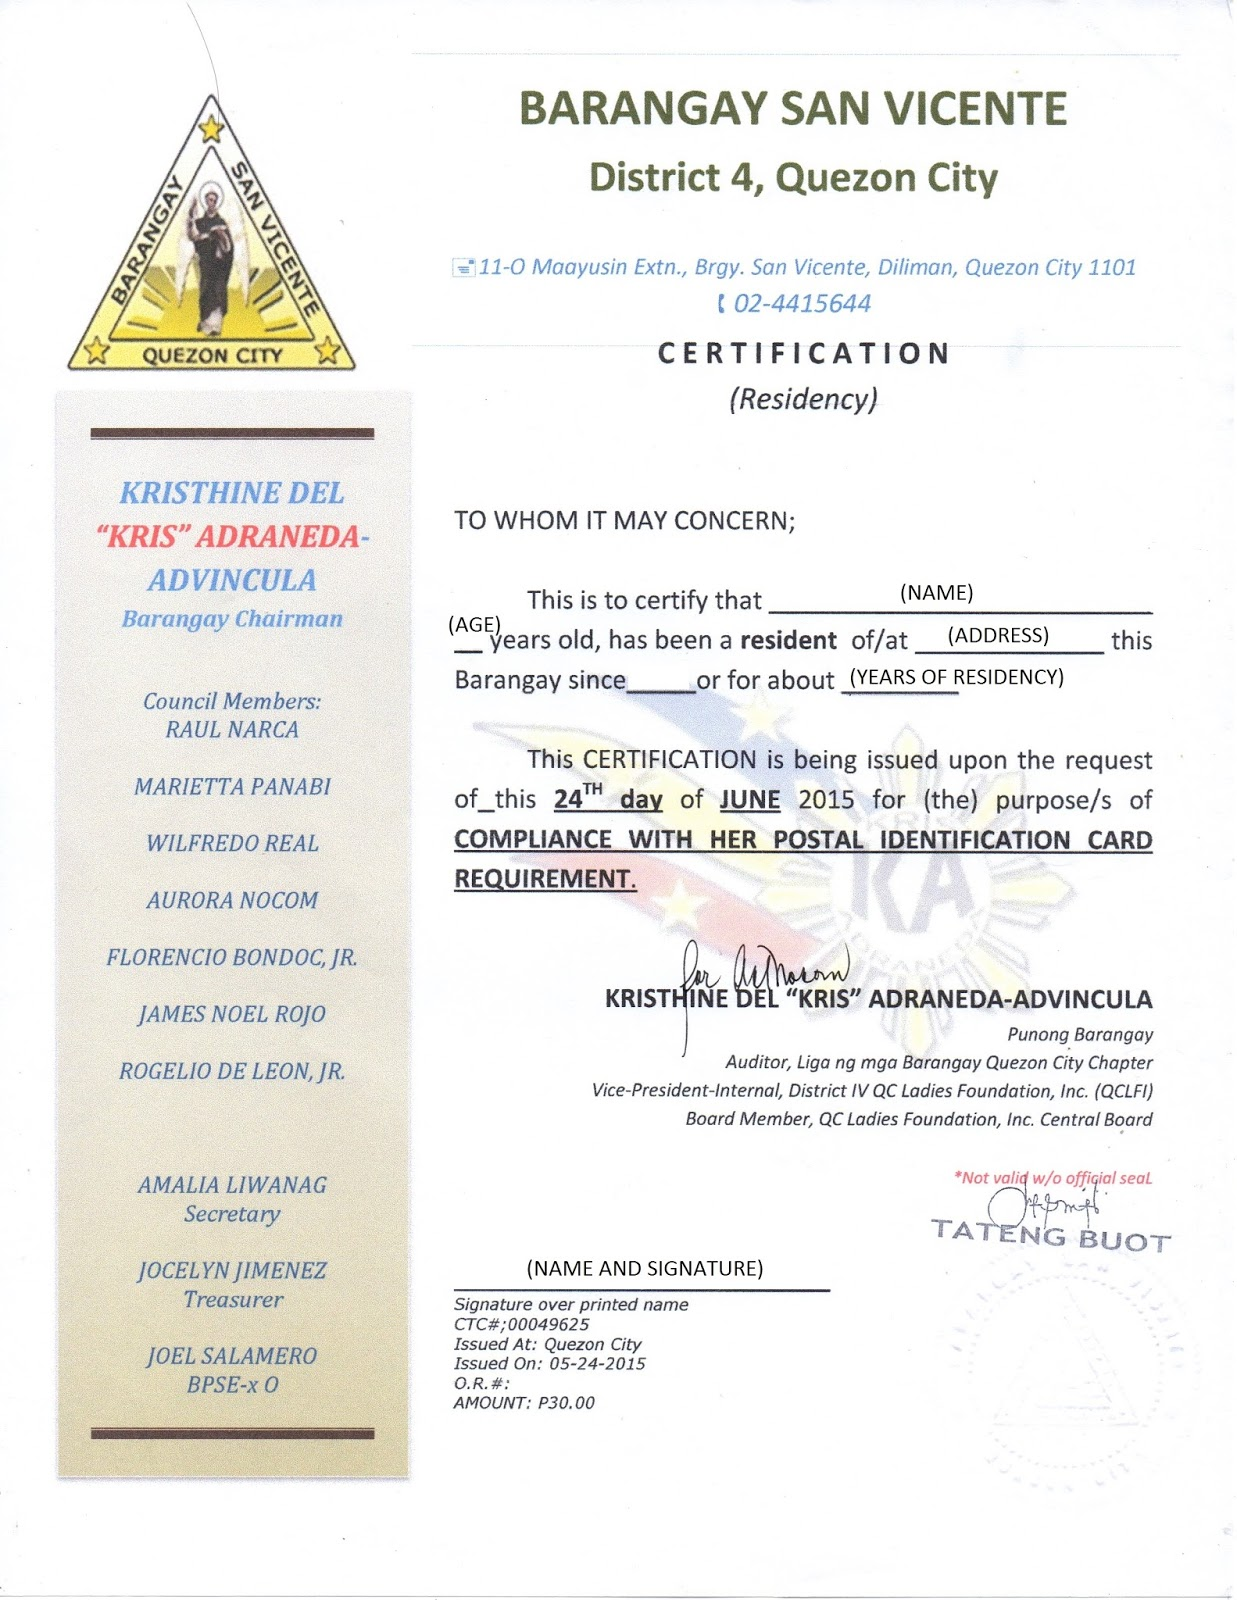 BARANGAY SAN VICENTE
QUEZON CITY
BARANGAY SAN VICENTE
District 4, Quezon City
11-O Maayusin Extn., Brgy. San Vicente, Diliman, Quezon City 1101
02-4415644
CERTIFICATION
(Residency)
KRISTHINE DEL
“KRIS” ADRANEDA-
ADVINCULA
Barangay Chairman
Council Members:
RAUL NARCA
MARIETTA PANABI
WILFREDO REAL
AURORA NOCOM
FLORENCIO BONDOC, JR.
JAMES NOEL ROJO
ROGELIO DE LEON, JR.
AMALIA LIWANAG
Secretary
JOCELYN JIMENEZ
Treasurer
JOEL SALAMERO
BPSE-x O
TO WHOM IT MAY CONCERN;
This is to certify that (NAME)
(AGE) years old, has been a resident of/at (ADDRESS) this
Barangay since_____or for about (YEARS OF RESIDENCY)
This CERTIFICATION is being issued upon the request
of_this 24TH day of JUNE 2015 for (the) purpose/s of
COMPLIANCE WITH HER POSTAL IDENTIFICATION CARD
REQUIREMENT.
KRIS
KA
ADRANEDA
for
KRISTHINE DEL “KRIS” ADRANEDA-ADVINCULA
Punong Barangay
Auditor, Liga ng mga Barangay Quezon City Chapter
Vice-President-Internal, District IV QC Ladies Foundation, Inc. (QCLFI)
Board Member, QC Ladies Foundation, Inc. Central Board
*Not valid w/o official seaL
TATENG BUOT
(NAME AND SIGNATURE)
Signature over printed name
CTC#;00049625
Issued At: Quezon City
Issued On: 05-24-2015
O.R.#:
AMOUNT: P30.00